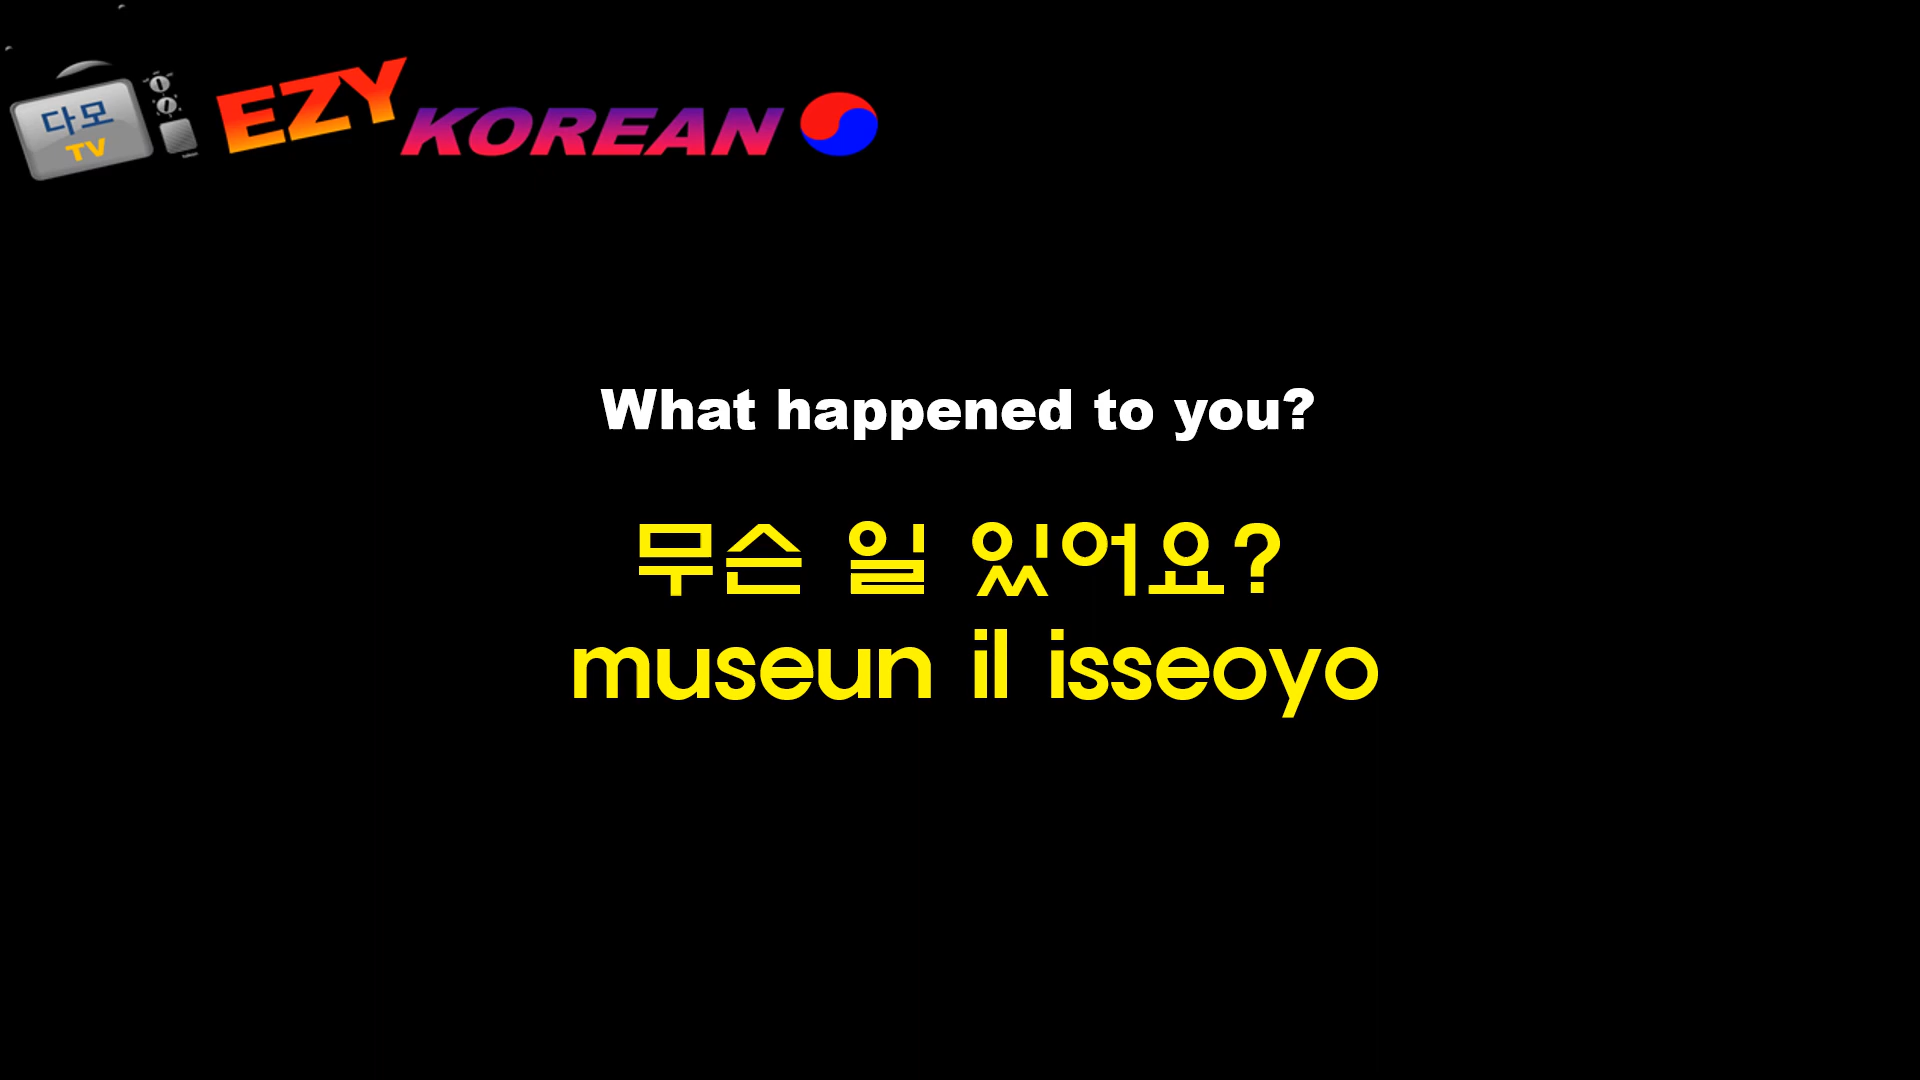 다모
TV
EZY KOREAN
What happened to you?
무슨 일 있어요?
museun il isseoyo